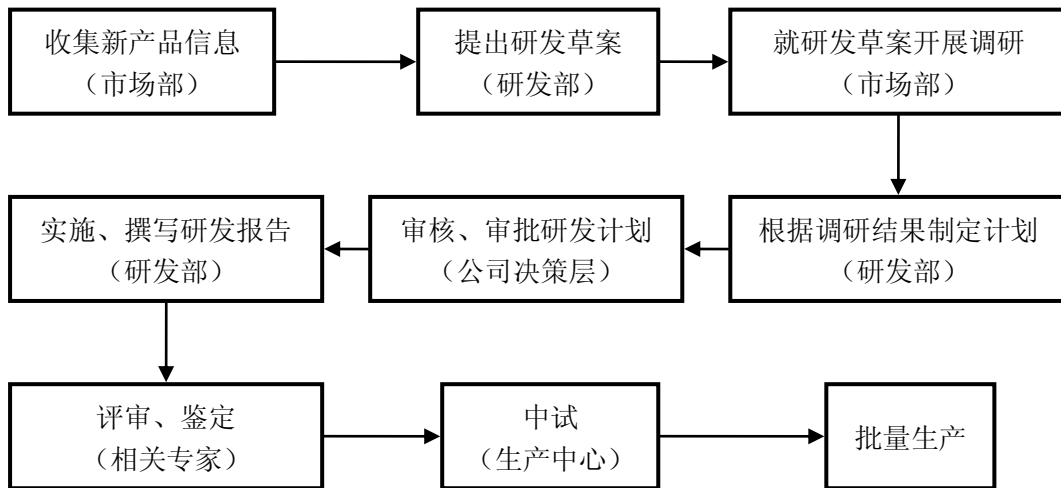 收集新产品信息
（市场部）
提出研发草案
（研发部）
就研发草案开展调研
（市场部）
根据调研结果制定计划
（研发部）
审核、审批研发计划
（公司决策层）
实施、撰写研发报告
（研发部）
评审、鉴定
（相关专家）
中试
（生产中心）
批量生产